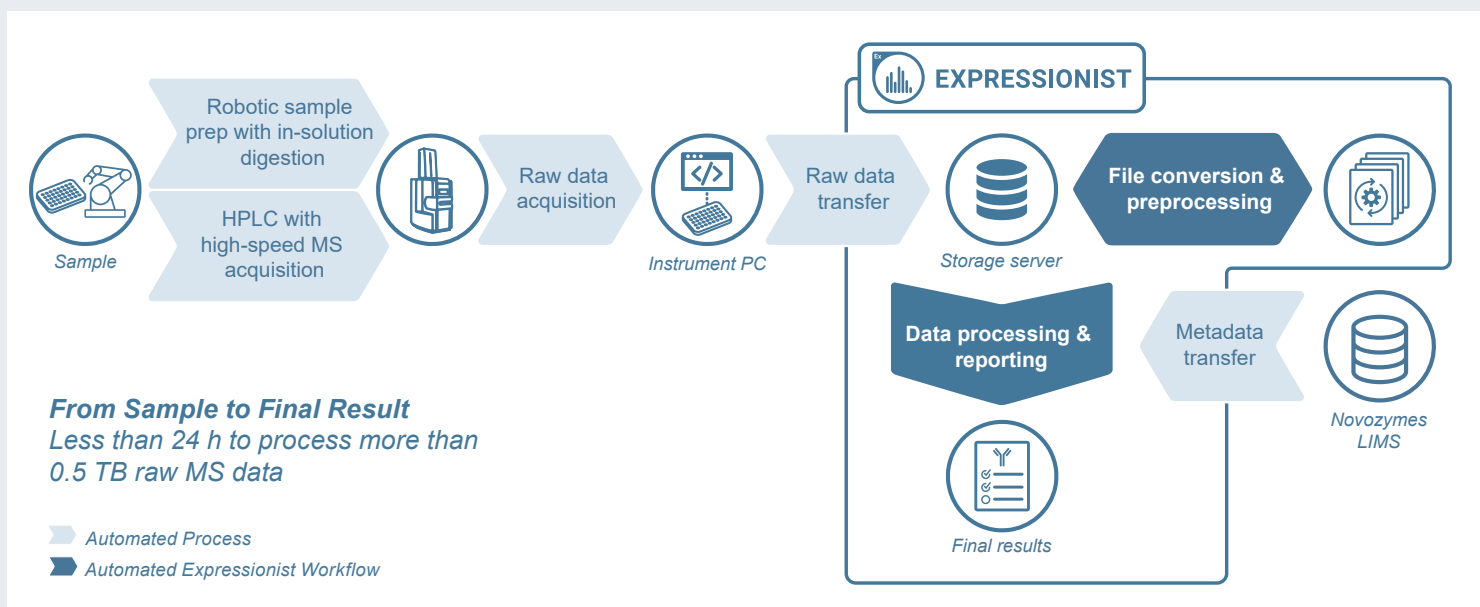 Ex
EXPRESSIONIST
Robotic sample
prep with in-solution
digestion
HPLC with
high-speed MS
acquisition
Sample
Raw data
acquisition
</>
Instrument PC
Raw data
transfer
Storage server
File conversion &
preprocessing
Data processing &
reporting
Metadata
transfer
Novozymes
LIMS
Final results
From Sample to Final Result
Less than 24 h to process more than
0.5 TB raw MS data
Automated Process
Automated Expressionist Workflow